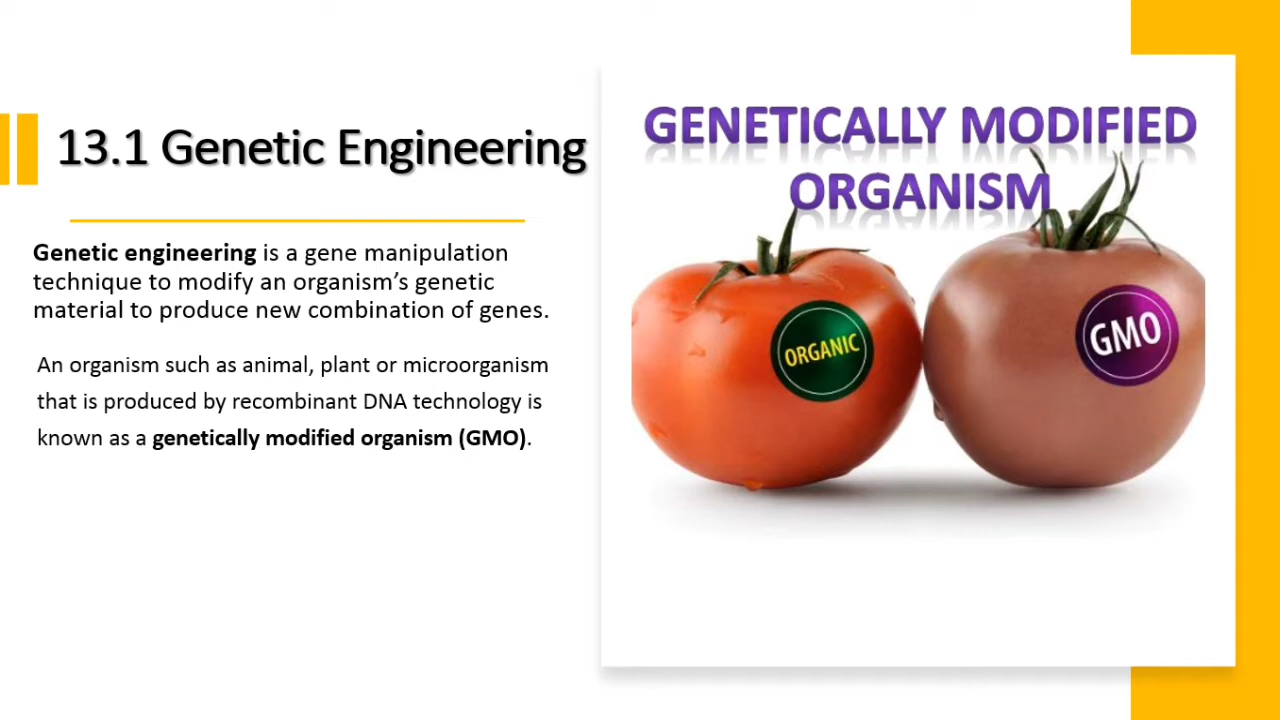 13.1 Genetic Engineering
Genetic engineering is a gene manipulation
technique to modify an organism’s genetic
material to produce new combination of genes.
An organism such as animal, plant or microorganism
that is produced by recombinant DNA technology is
known as a genetically modified organism (GMO).
GENETICALLY MODIFIED
ORGANISM
ORGANIC
GMO